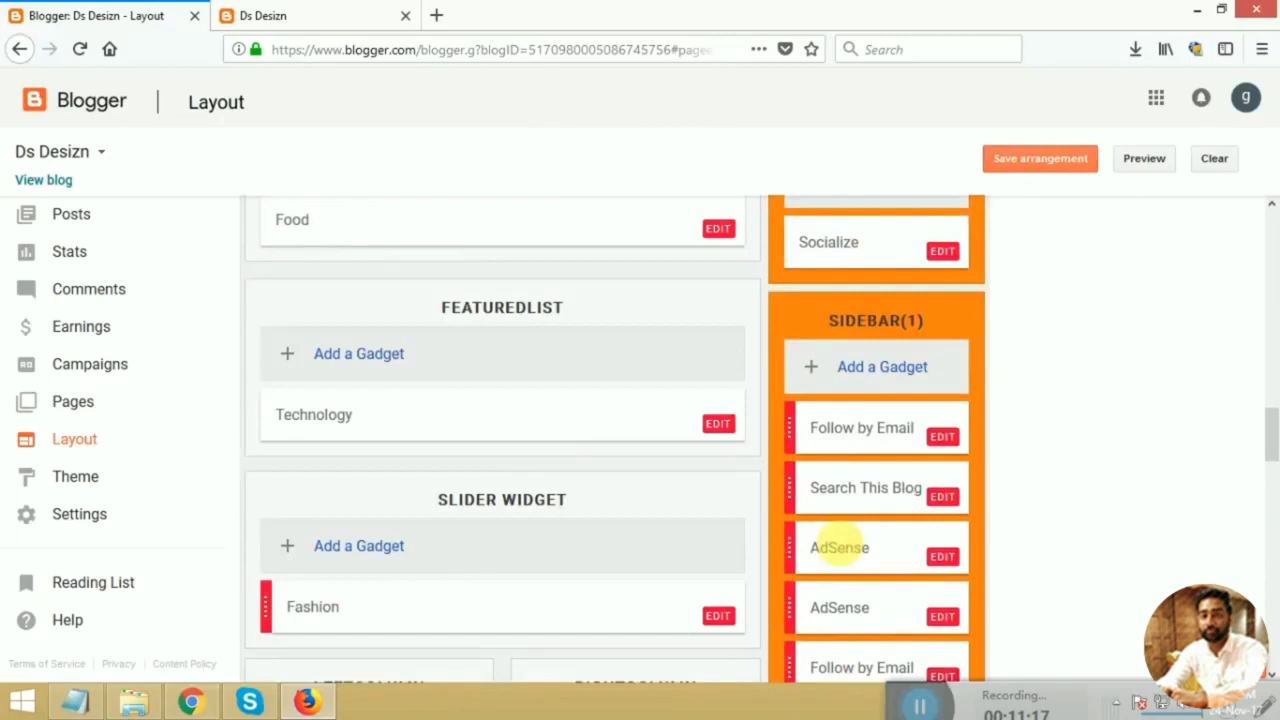 Blogger: Ds Desizn - Layout
Ds Desizn
https://www.blogger.com/blogger.g?blogID=5170980005086745756#page
Search
Blogger
Layout
g
Ds Desizn
View blog
Save arrangement
Preview
Clear
Posts
Stats
Comments
Earnings
Campaigns
Pages
Layout
Theme
Settings
Reading List
Help
Terms of Service
Privacy
Content Policy
Food
EDIT
FEATUREDLIST
Add a Gadget
Technology
EDIT
SLIDER WIDGET
Add a Gadget
Fashion
EDIT
Socialize
EDIT
SIDEBAR(1)
Add a Gadget
Follow by Email
EDIT
Search This Blog
EDIT
AdSense
EDIT
AdSense
EDIT
Follow by Email
EDIT
Recording...
00:11:17